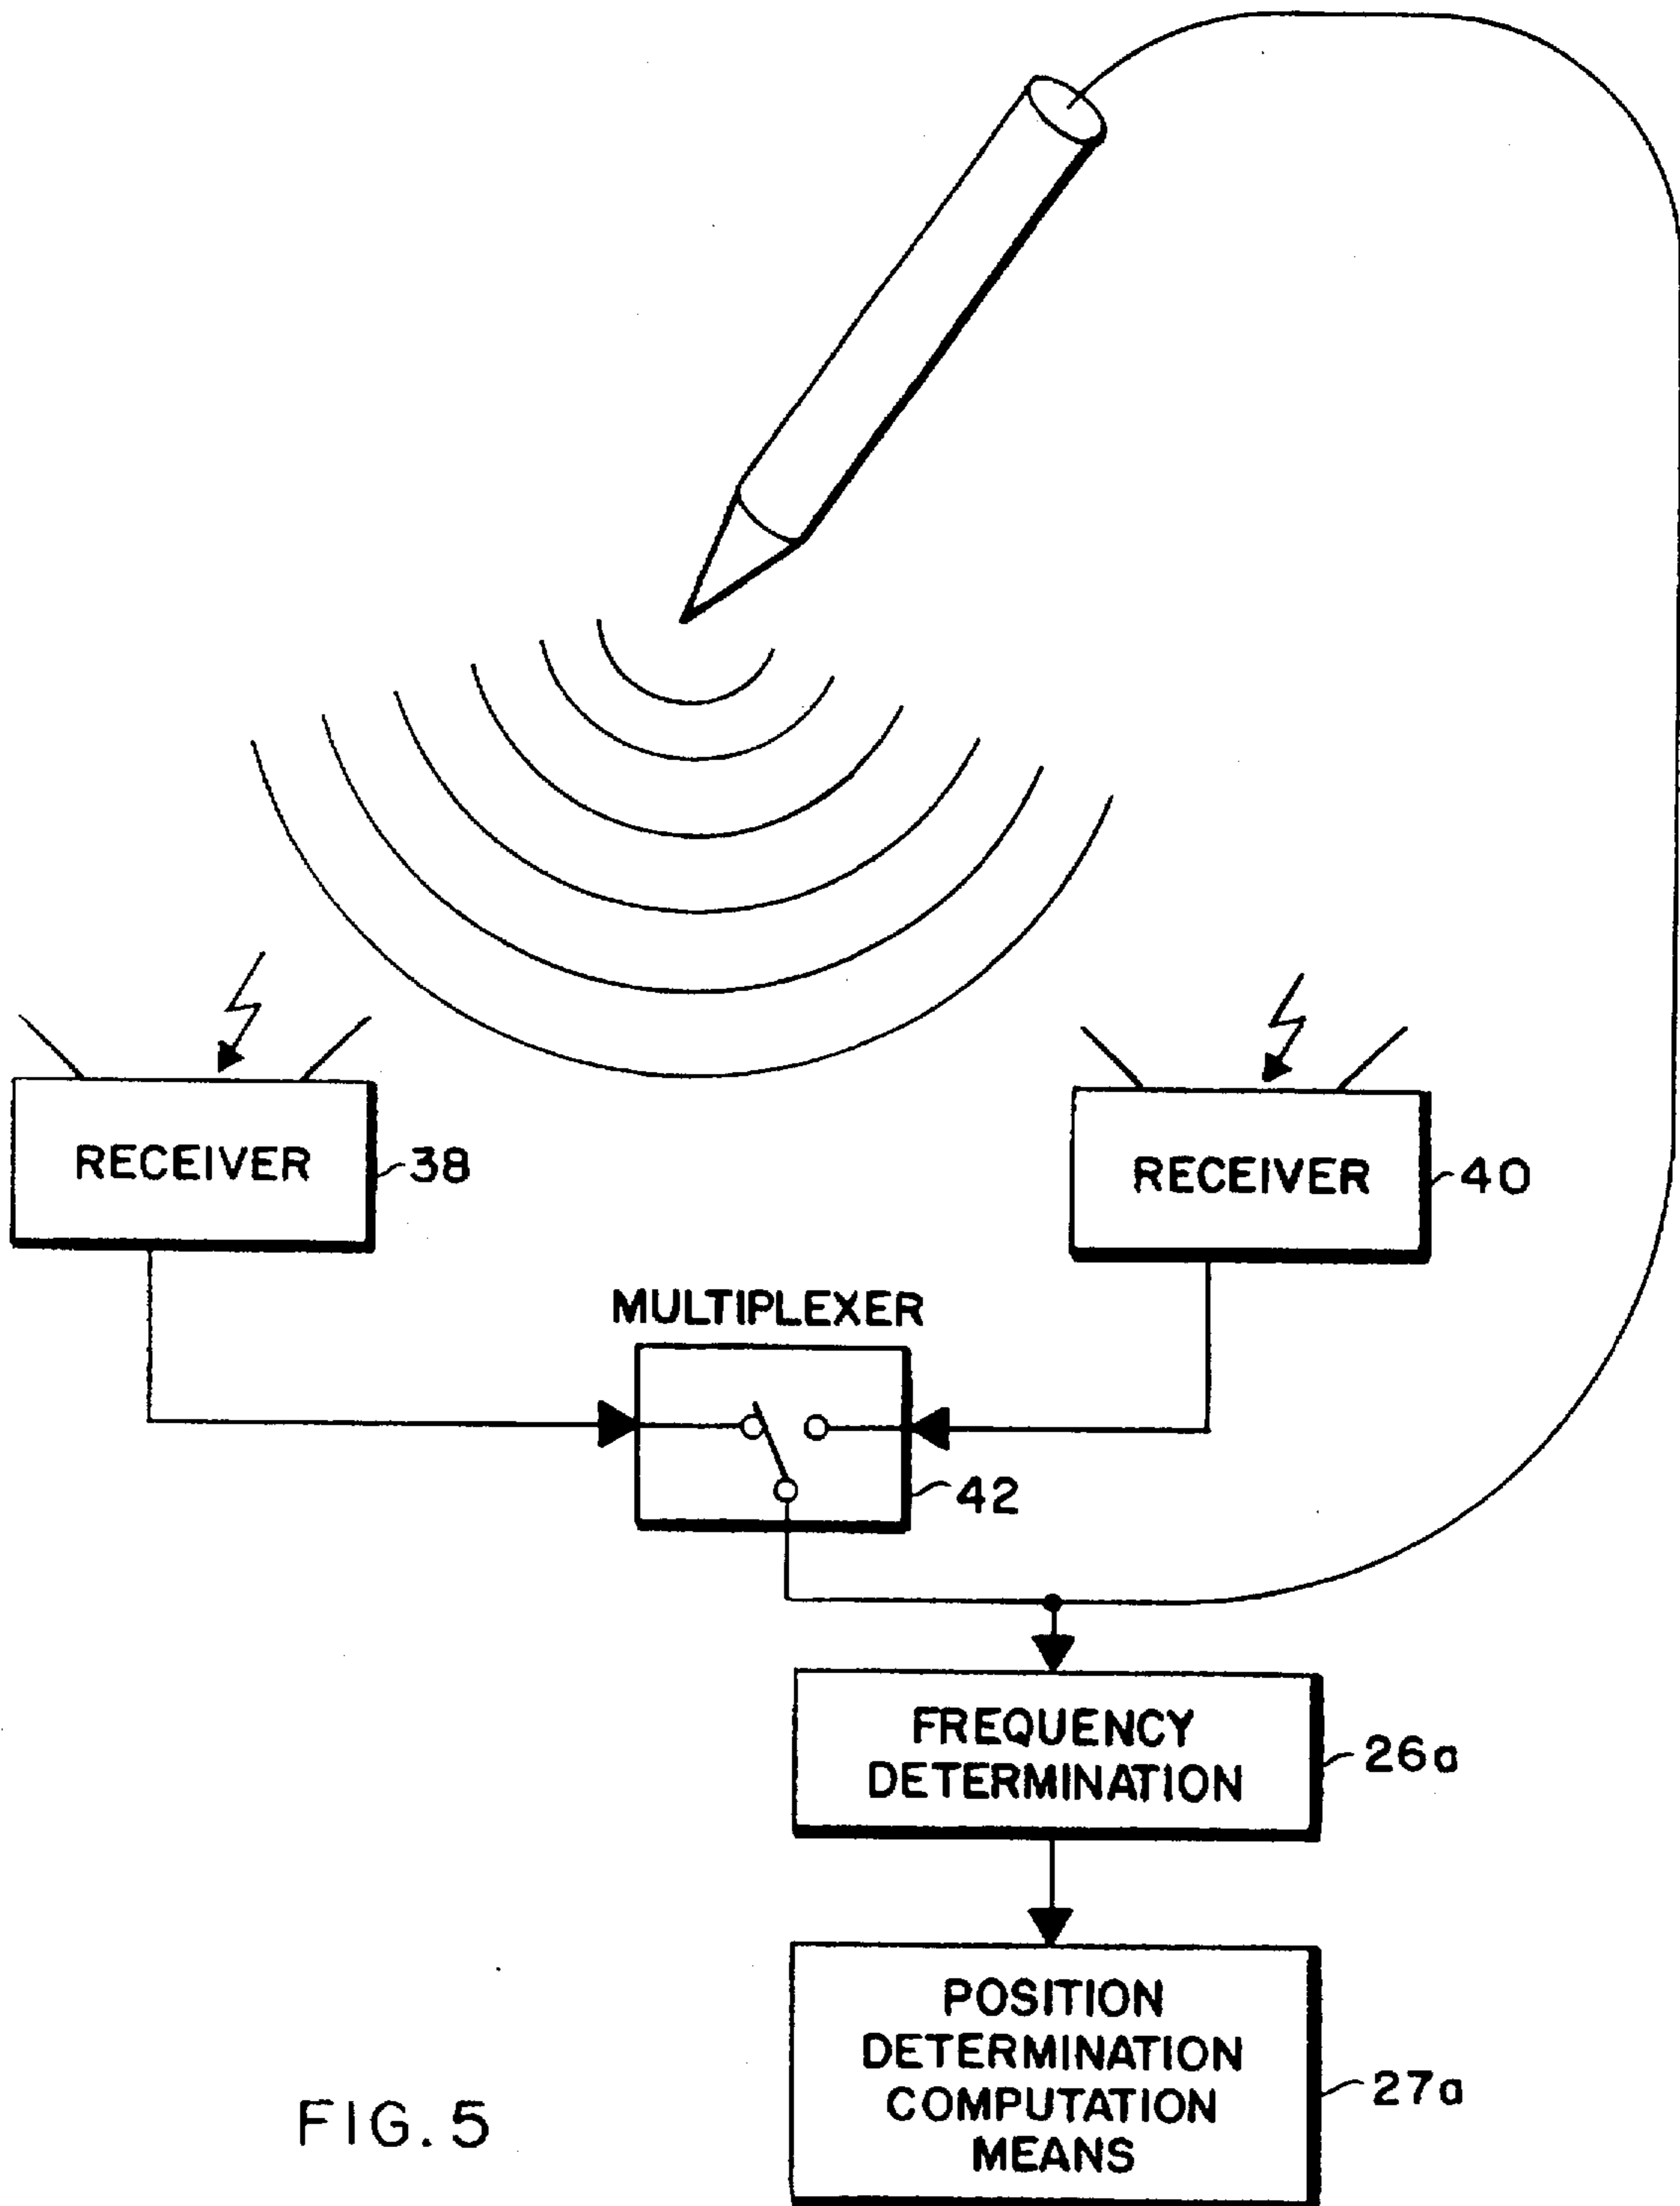 RECEIVER
38
RECEIVER
40
MULTIPLEXER
42
FREQUENCY
DETERMINATION
26a
POSITION
DETERMINATION
COMPUTATION
MEANS
27a
FIG. 5